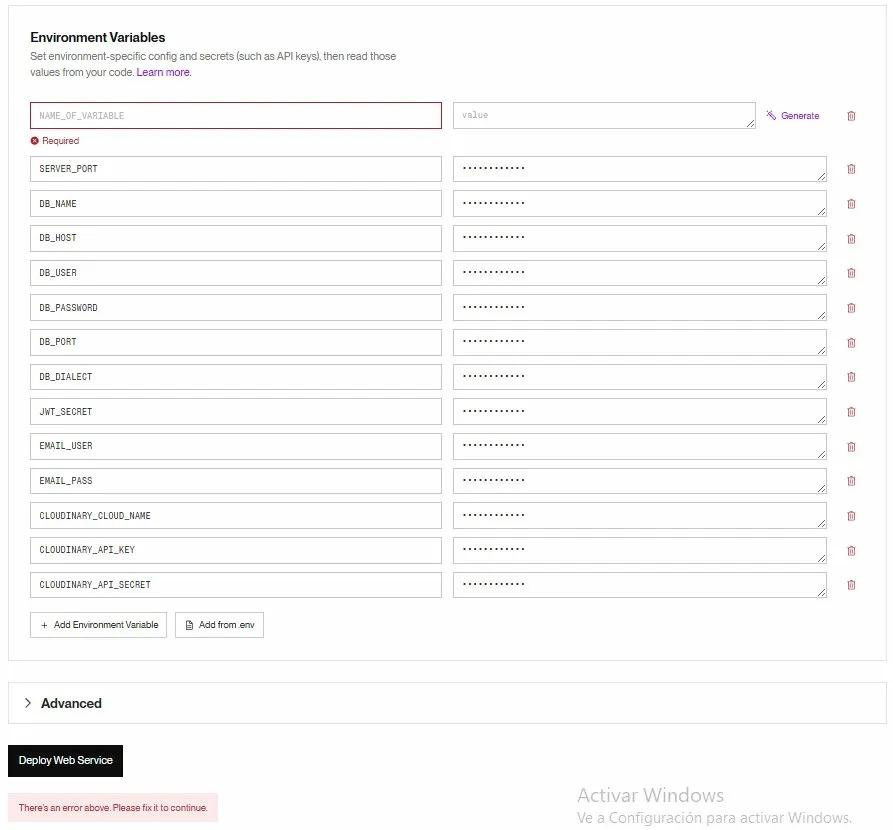 Environment Variables
Set environment-specific config and secrets (such as API keys), then read those
values from your code. Learn more.
NAME_OF_VARIABLE value Generate
Required
SERVER_PORT ••••••••••••
DB_NAME ••••••••••••
DB_HOST ••••••••••••
DB_USER ••••••••••••
DB_PASSWORD ••••••••••••
DB_PORT ••••••••••••
DB_DIALECT ••••••••••••
JWT_SECRET ••••••••••••
EMAIL_USER ••••••••••••
EMAIL_PASS ••••••••••••
CLOUDINARY_CLOUD_NAME ••••••••••••
CLOUDINARY_API_KEY ••••••••••••
CLOUDINARY_API_SECRET ••••••••••••
+ Add Environment Variable Add from .env
Advanced
Deploy Web Service
There's an error above. Please fix it to continue.
Activar Windows
Ve a Configuración para activar Windows.